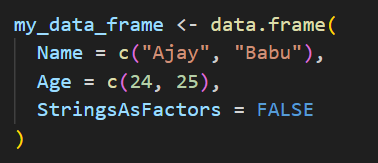 my_data_frame <- data.frame(
  Name = c("Ajay", "Babu"),
  Age = c(24, 25),
  StringsAsFactors = FALSE
)